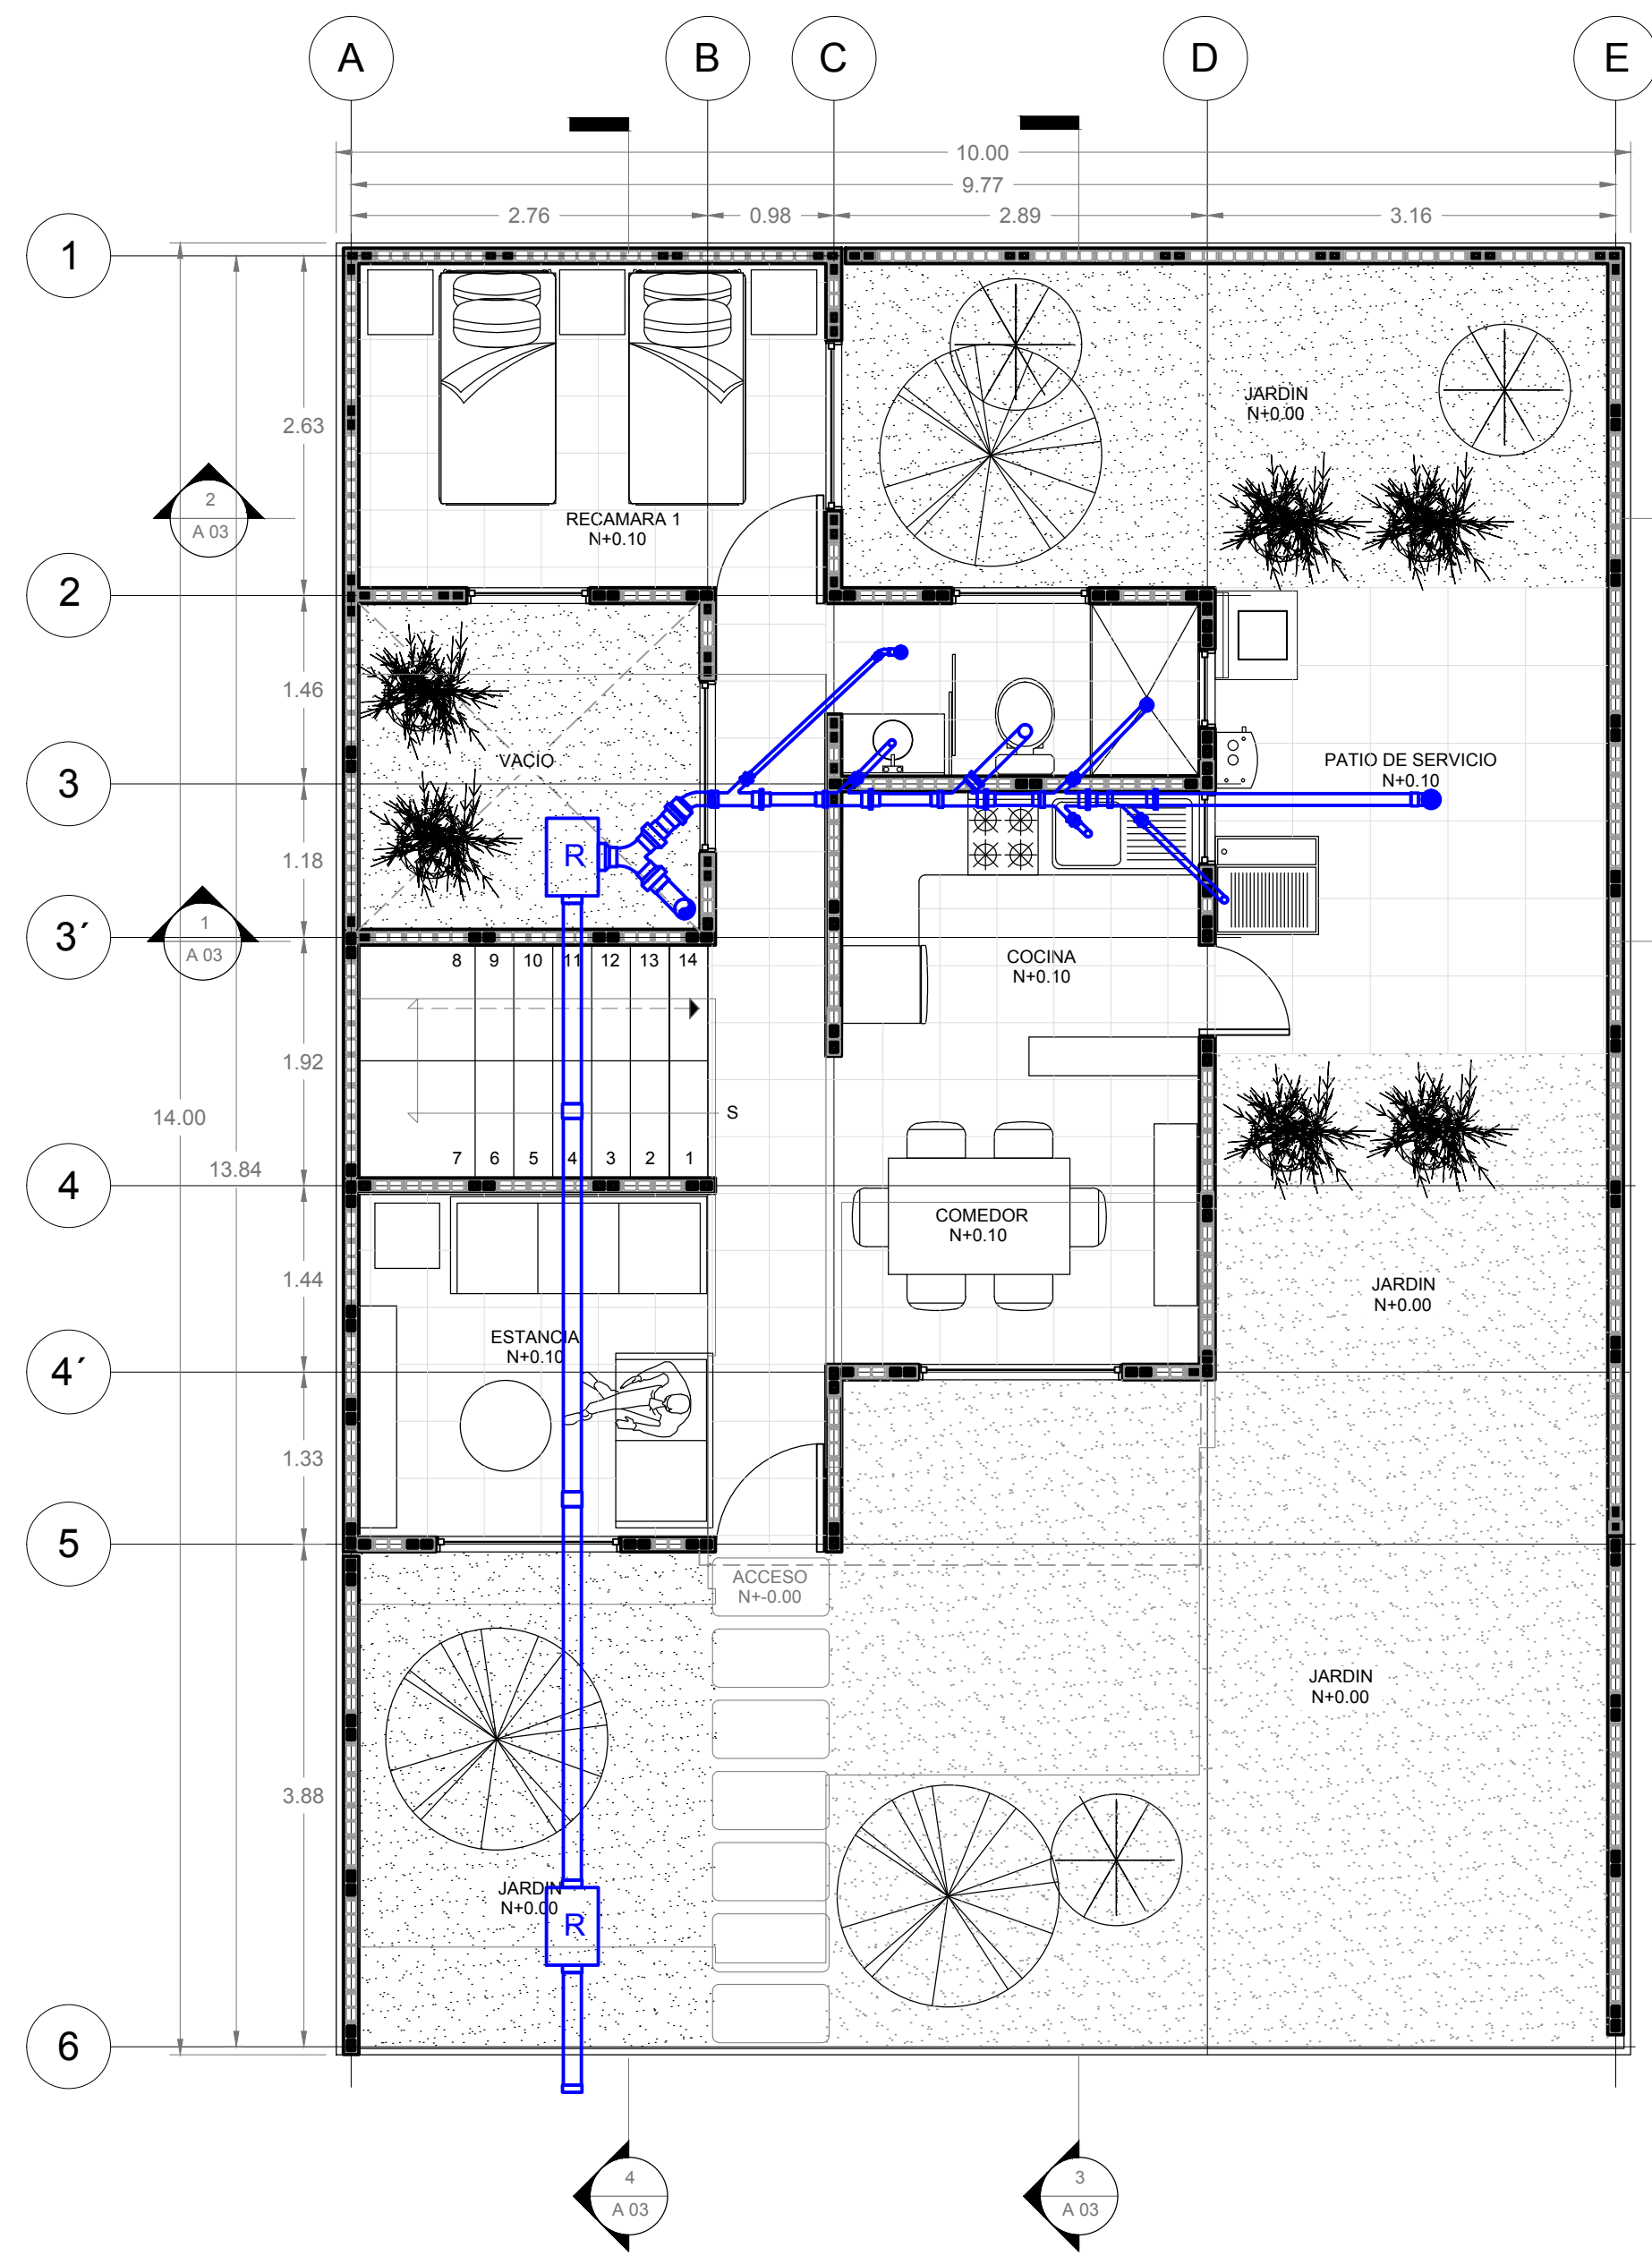 A
B
C
D
E
10.00
9.77
2.76
0.98
2.89
3.16
1
2
3
3´
4
4´
5
6
2.63
1.46
1.18
1.92
1.44
1.33
3.88
14.00
13.84
2
A 03
1
A 03
RECAMARA 1
N+0.10
JARDIN
N+0.00
VACIO
PATIO DE SERVICIO
N+0.10
R
8 9 10 11 12 13 14
COCINA
N+0.10
S
7 6 5 4 3 2 1
COMEDOR
N+0.10
JARDIN
N+0.00
ESTANCIA
N+0.10
ACCESO
N+-0.00
JARDIN
N+0.00
JARDIN
N+0.00
R
4
A 03
3
A 03